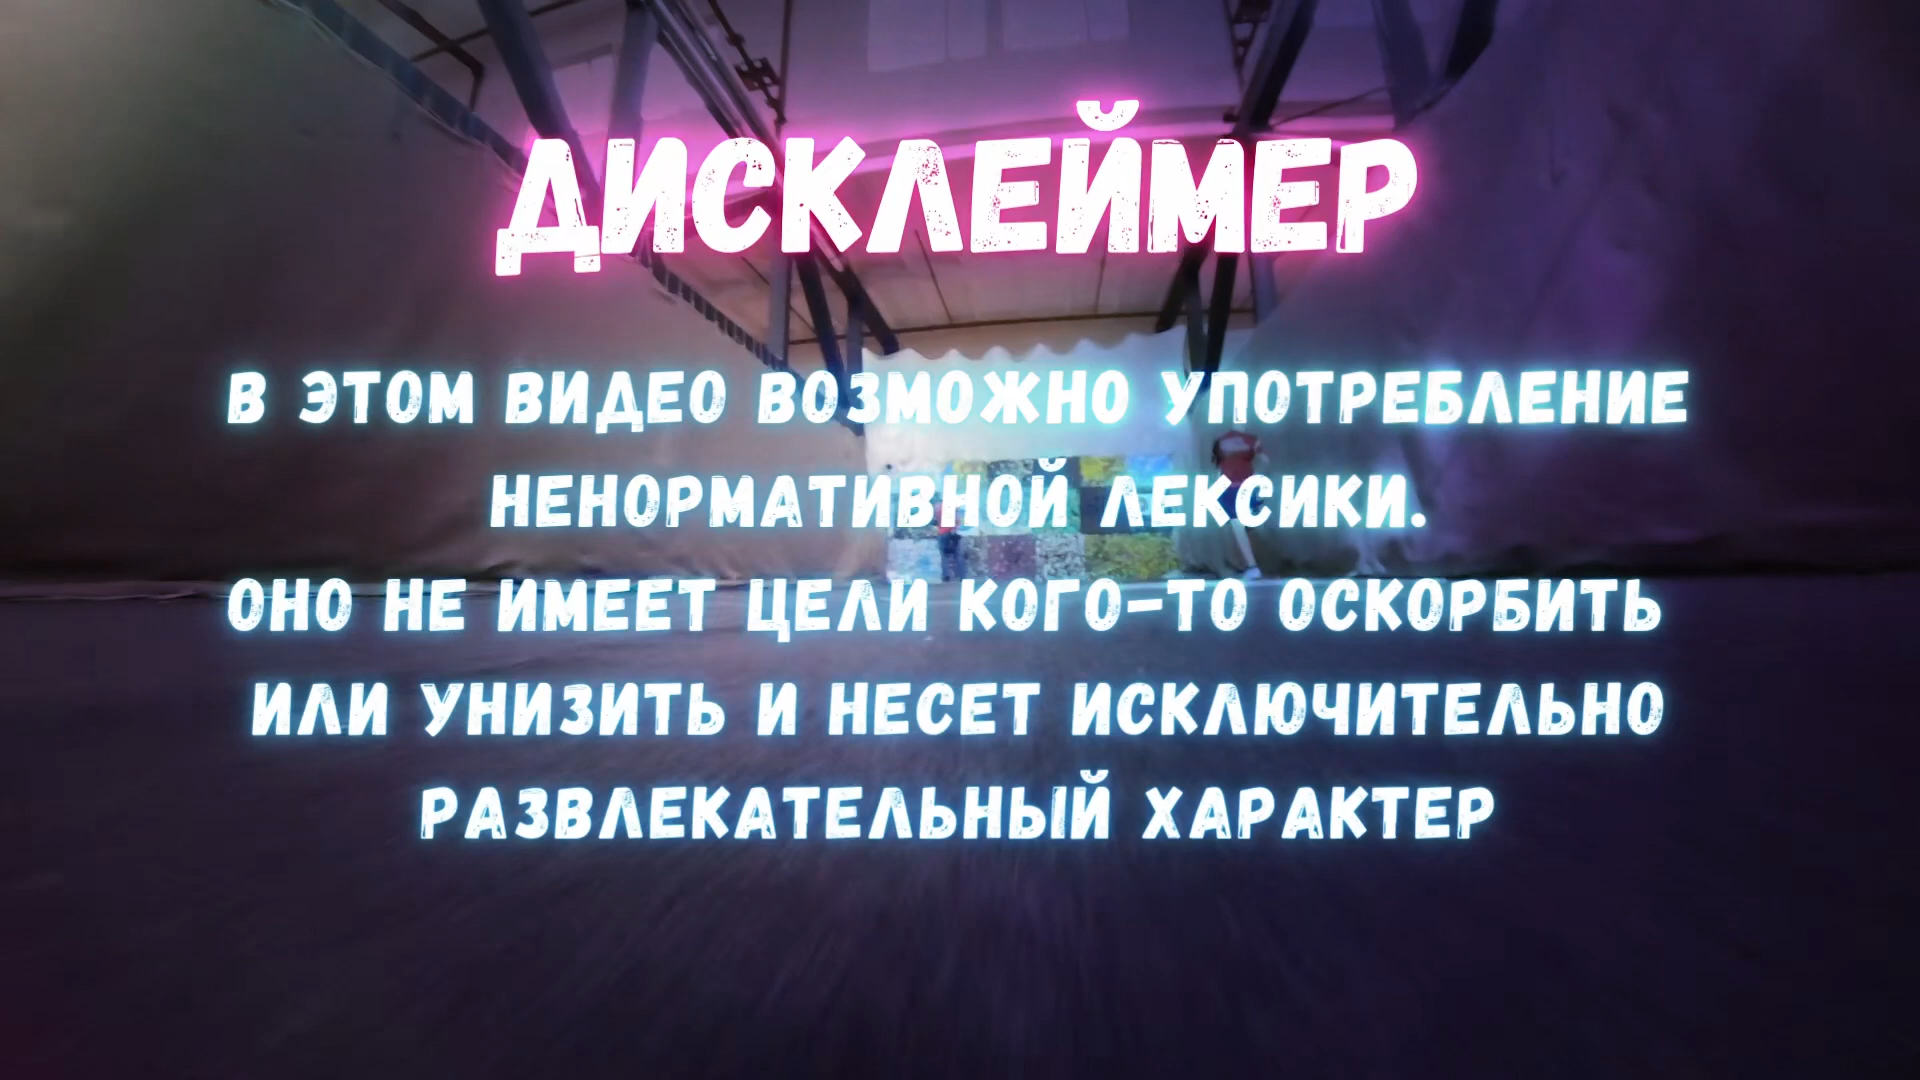 ДИСКЛЕЙМЕР
В ЭТОМ ВИДЕО ВОЗМОЖНО УПОТРЕБЛЕНИЕ
НЕНОРМАТИВНОЙ ЛЕКСИКИ.
ОНО НЕ ИМЕЕТ ЦЕЛИ КОГО-ТО ОСКОРБИТЬ
ИЛИ УНИЗИТЬ И НЕСЕТ ИСКЛЮЧИТЕЛЬНО
РАЗВЛЕКАТЕЛЬНЫЙ ХАРАКТЕР